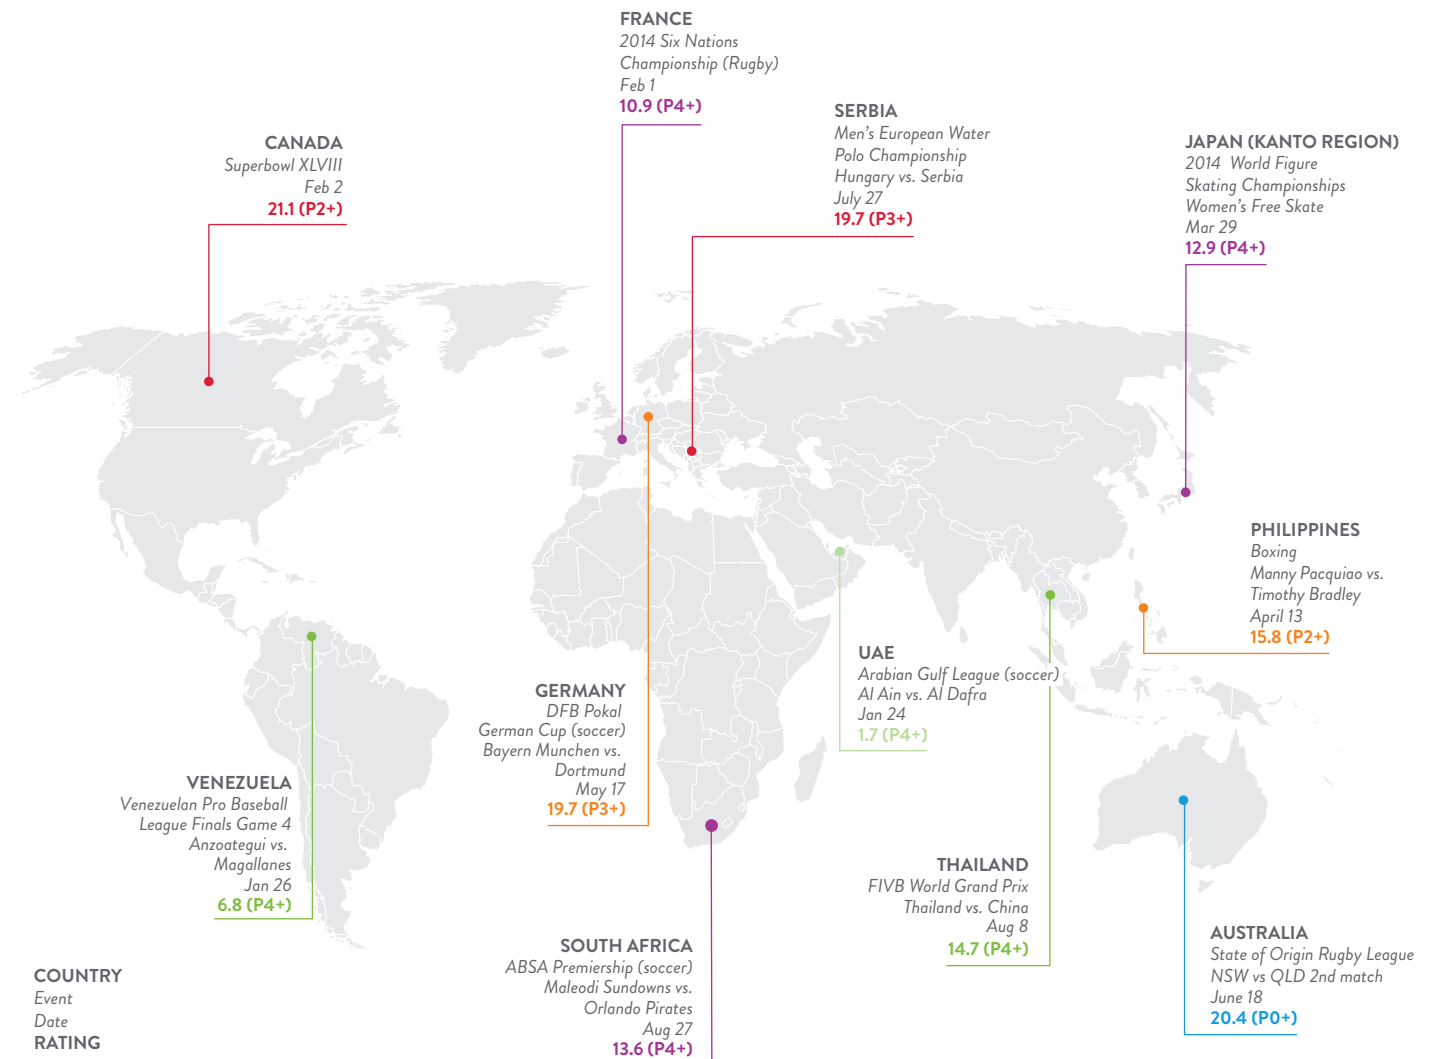 FRANCE
2014 Six Nations
Championship (Rugby)
Feb 1
10.9 (P4+)
SERBIA
Men's European Water
Polo Championship
Hungary vs. Serbia
July 27
19.7 (P3+)
CANADA
Superbowl XLVIII
Feb 2
21.1 (P2+)
JAPAN (KANTO REGION)
2014 World Figure
Skating Championships
Women's Free Skate
Mar 29
12.9 (P4+)
PHILIPPINES
Boxing
Manny Pacquiao vs.
Timothy Bradley
April 13
15.8 (P2+)
UAE
Arabian Gulf League (soccer)
Al Ain vs. Al Dafra
Jan 24
1.7 (P4+)
GERMANY
DFB Pokal
German Cup (soccer)
Bayern Munchen vs.
Dortmund
May 17
19.7 (P3+)
VENEZUELA
Venezuelan Pro Baseball
League Finals Game 4
Anzoategui vs.
Magallanes
Jan 26
6.8 (P4+)
THAILAND
FIVB World Grand Prix
Thailand vs. China
Aug 8
14.7 (P4+)
SOUTH AFRICA
ABSA Premiership (soccer)
Maleodi Sundowns vs.
Orlando Pirates
Aug 27
13.6 (P4+)
AUSTRALIA
State of Origin Rugby League
NSW vs QLD 2nd match
June 18
20.4 (P0+)
COUNTRY
Event
Date
RATING